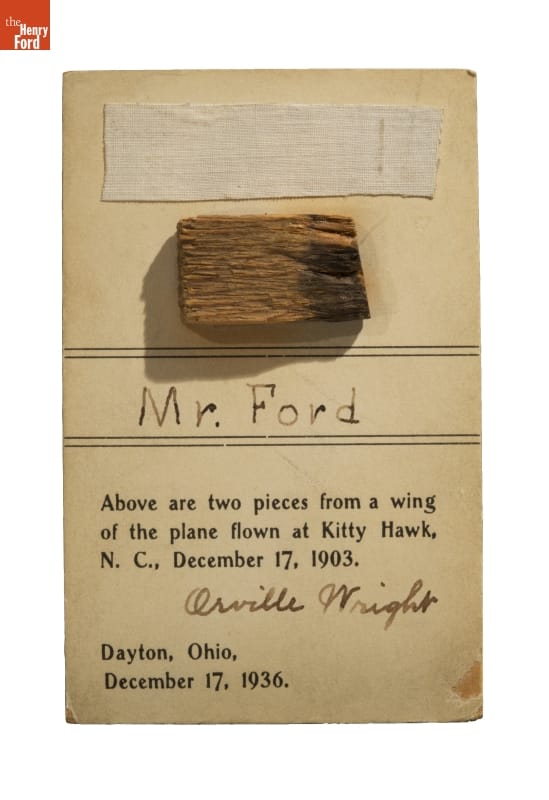 the
Henry
Ford
Mr. Ford
Above are two pieces from a wing
of the plane flown at Kitty Hawk,
N. C., December 17, 1903.
Orville Wright
Dayton, Ohio,
December 17, 1936.